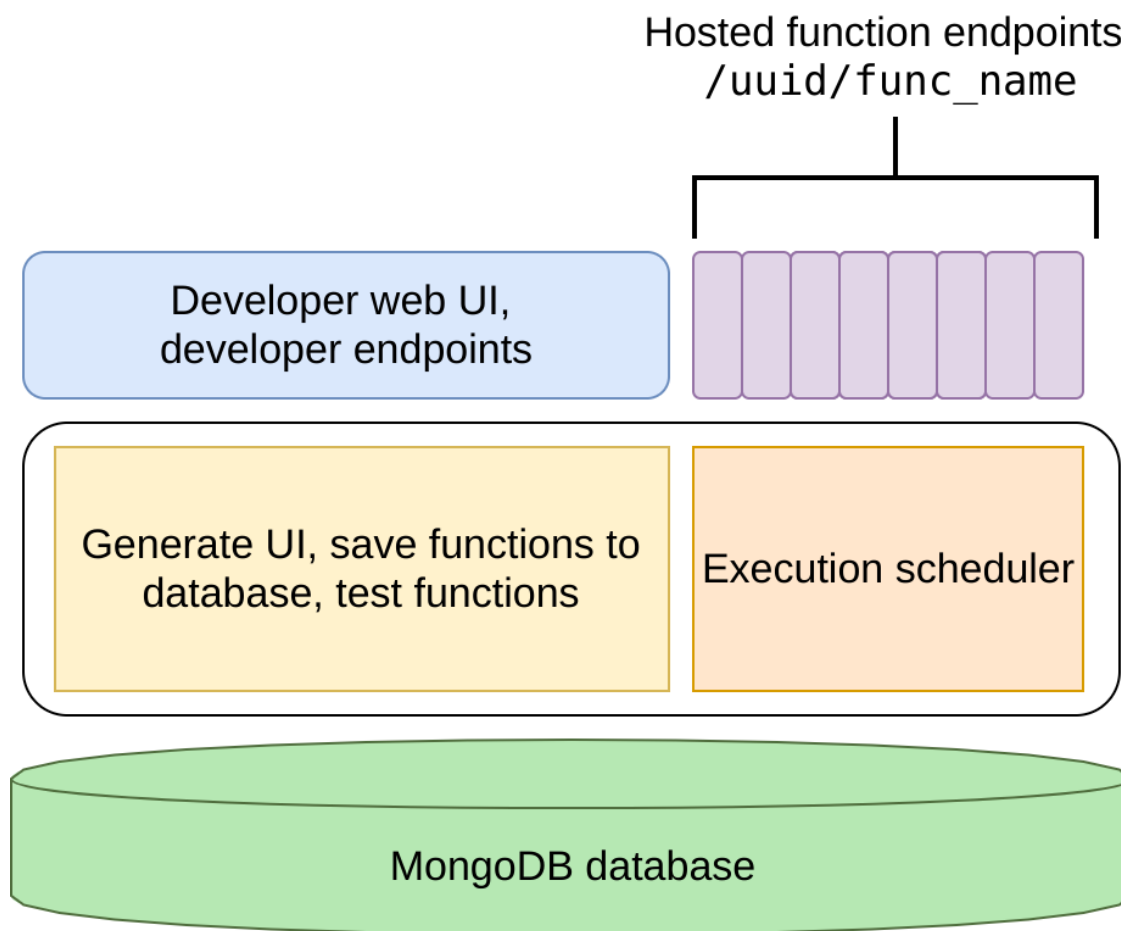 Hosted function endpoints
/uuid/func_name
Developer web UI,
developer endpoints
Generate UI, save functions to
database, test functions
Execution scheduler
MongoDB database